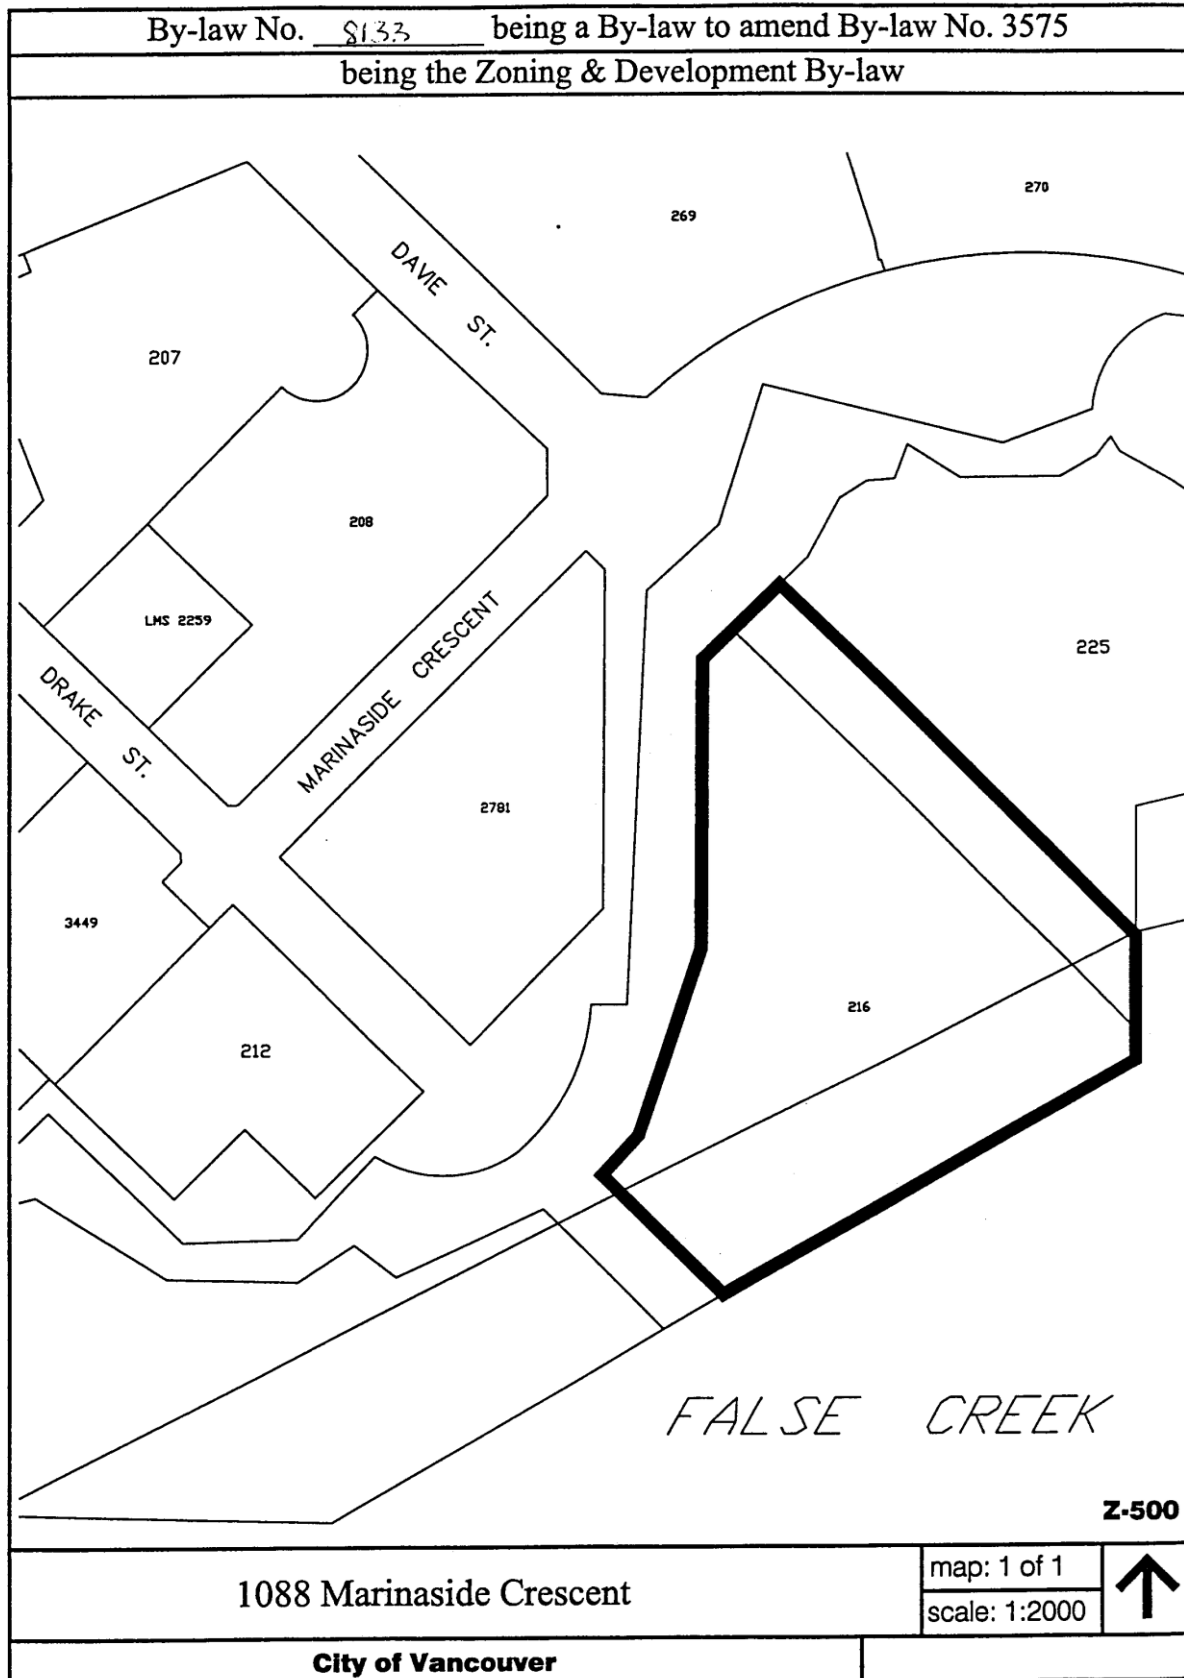 By-law No. 8133 being a By-law to amend By-law No. 3575
being the Zoning & Development By-law
270
269
DAVIE ST.
207
208
LMS 2259
MARINASIDE CRESCENT
225
DRAKE ST.
2781
3449
216
212
FALSE CREEK
Z-500
1088 Marinaside Crescent
map: 1 of 1
scale: 1:2000
City of Vancouver